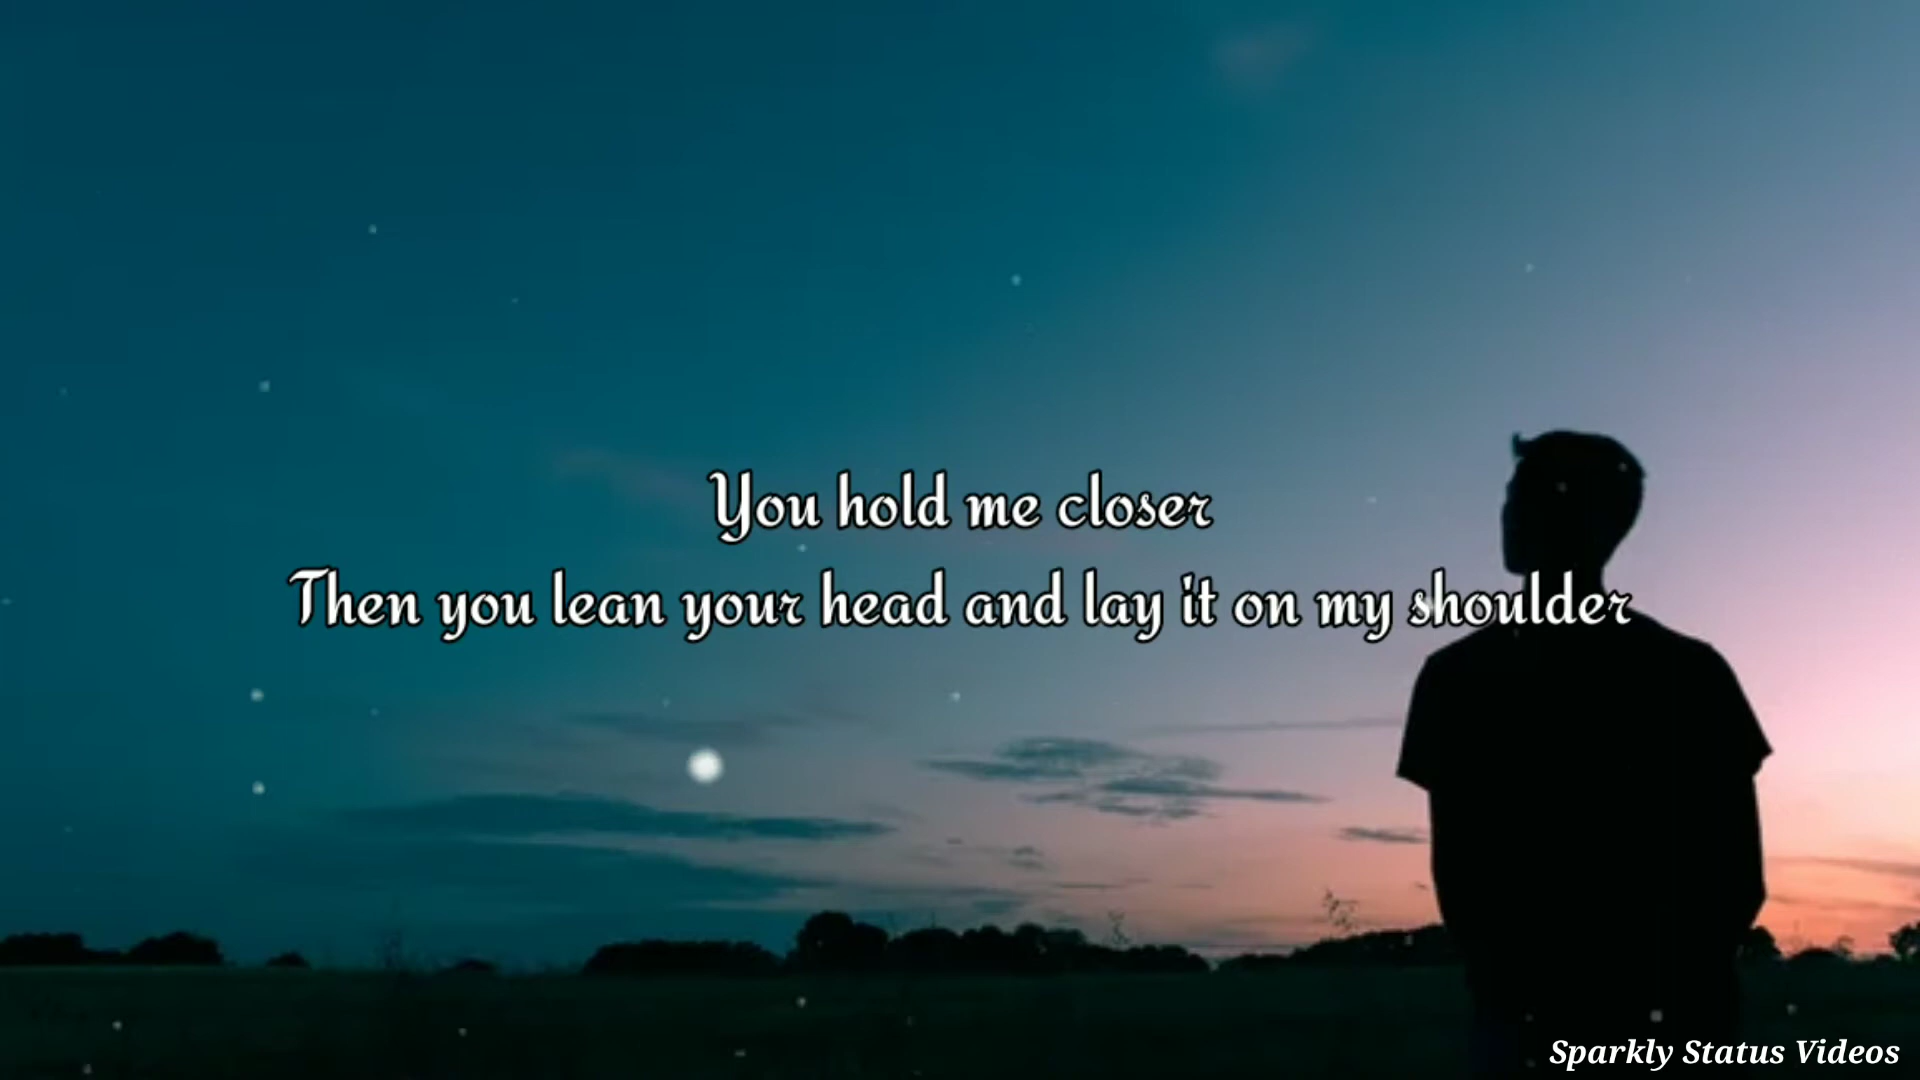 You hold me closer
Then you lean your head and lay it on my shoulder
Sparkly Status Videos